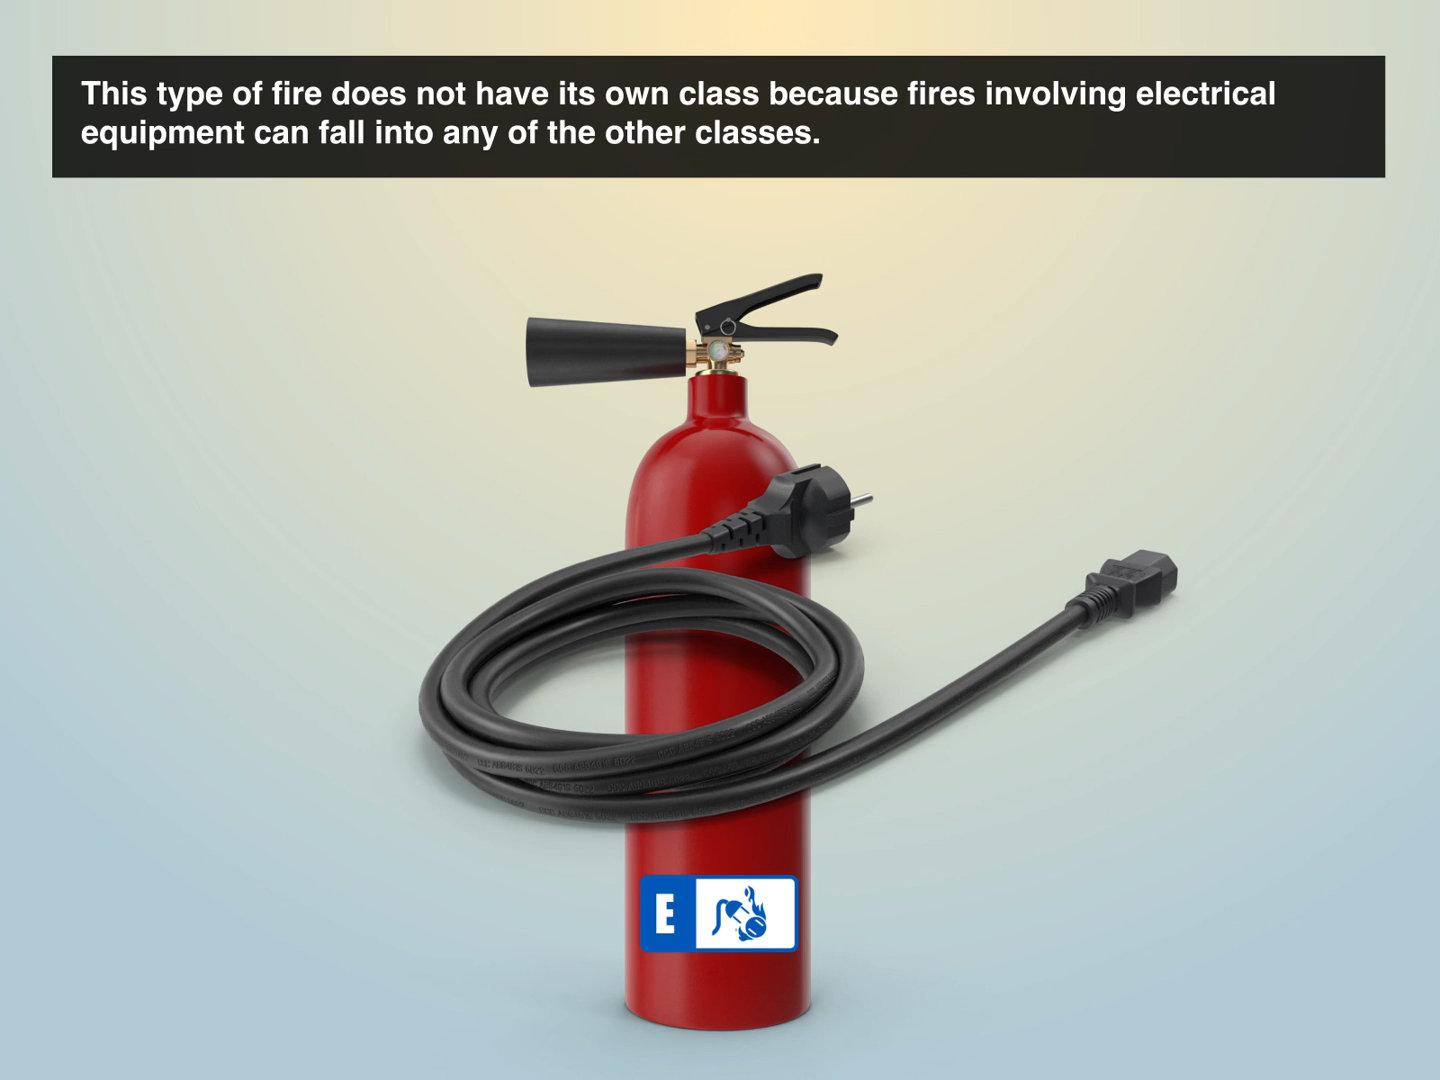 This type of fire does not have its own class because fires involving electrical
equipment can fall into any of the other classes.
E